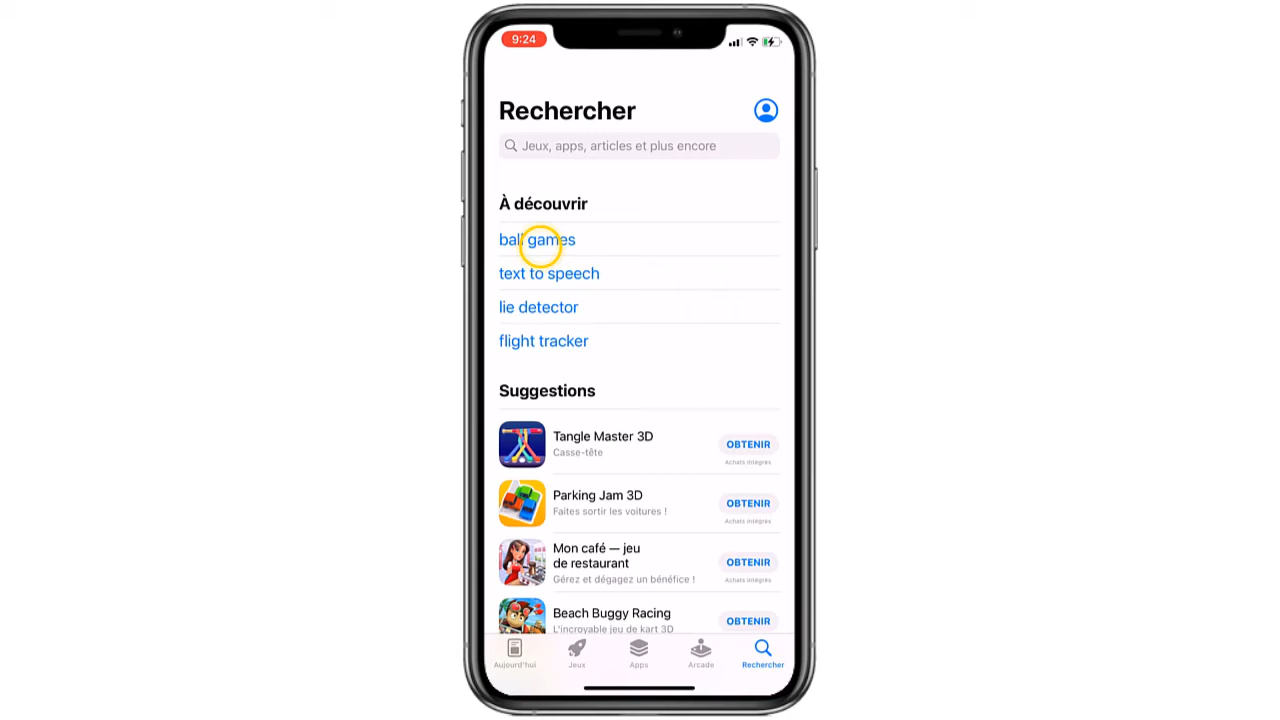 9:24
Rechercher
Jeux, apps, articles et plus encore
À découvrir
ball games
text to speech
lie detector
flight tracker
Suggestions
Tangle Master 3D
Casse-tête
OBTENIR
Achats intégrés
Parking Jam 3D
Faites sortir les voitures !
OBTENIR
Achats intégrés
Mon café — jeu
de restaurant
Gérez et dégagez un bénéfice !
OBTENIR
Achats intégrés
Beach Buggy Racing
L'incroyable jeu de kart 3D
OBTENIR
Aujourd'hui
Jeux
Apps
Arcade
Rechercher